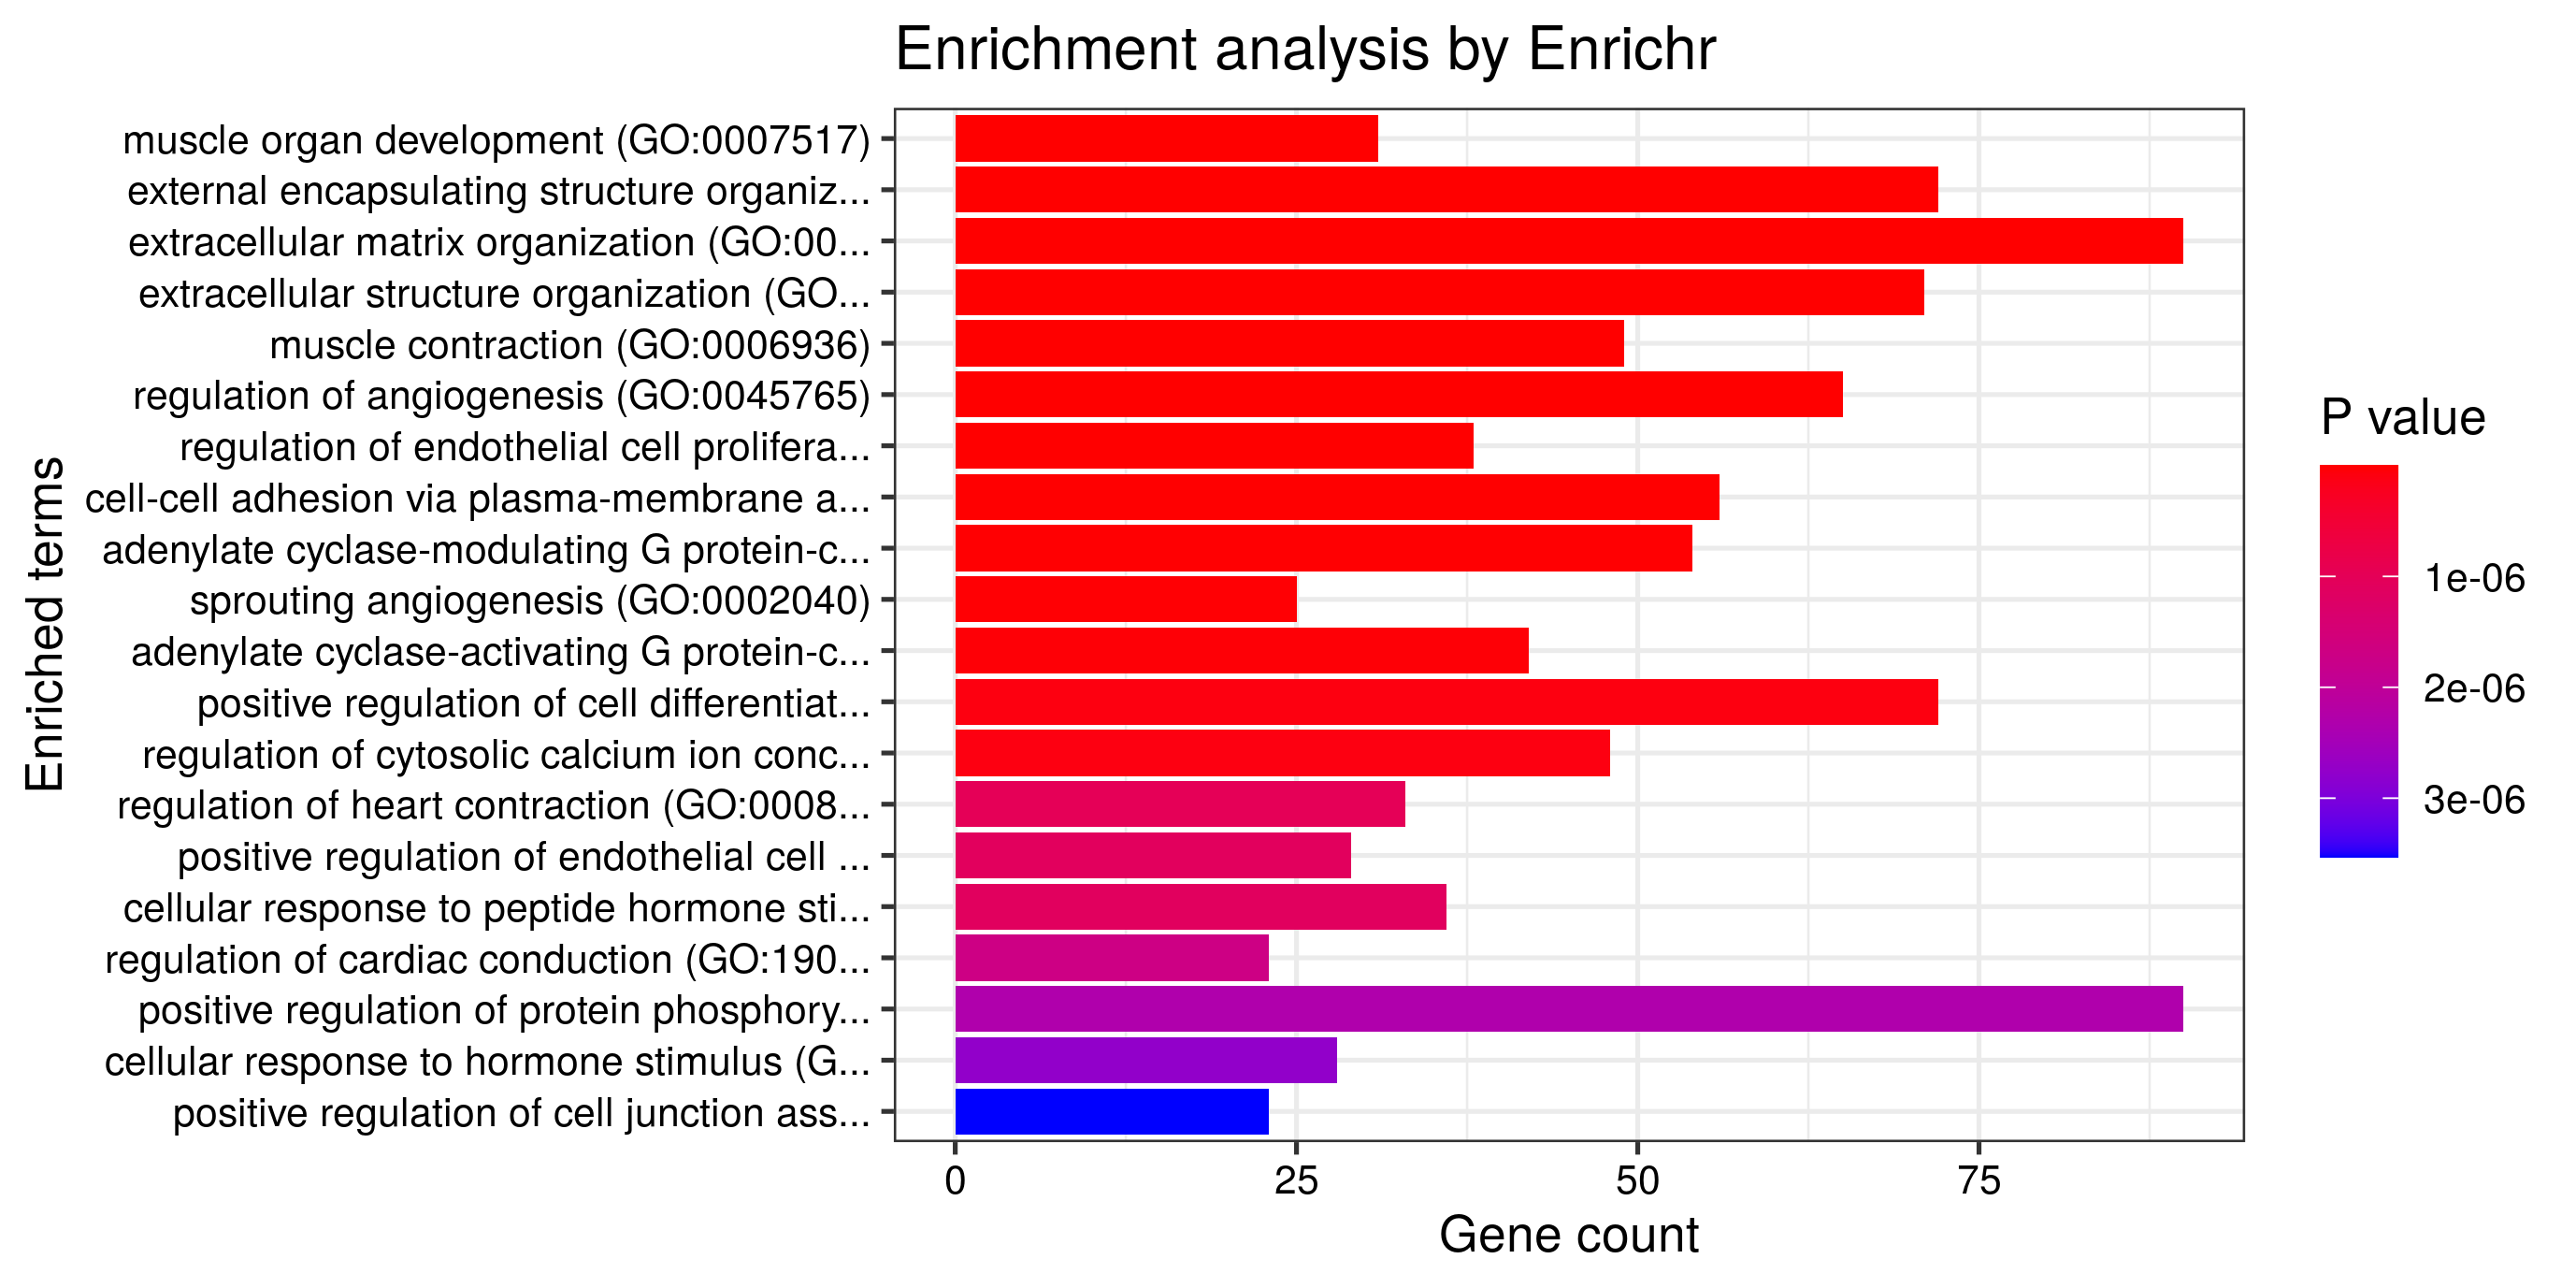 Enrichment analysis by Enrichr
muscle organ development (GO:0007517)
external encapsulating structure organiz...
extracellular matrix organization (GO:00...
extracellular structure organization (GO...
muscle contraction (GO:0006936)
regulation of angiogenesis (GO:0045765)
regulation of endothelial cell prolifera...
cell-cell adhesion via plasma-membrane a...
adenylate cyclase-modulating G protein-c...
sprouting angiogenesis (GO:0002040)
adenylate cyclase-activating G protein-c...
positive regulation of cell differentiat...
regulation of cytosolic calcium ion conc...
regulation of heart contraction (GO:0008...
positive regulation of endothelial cell ...
cellular response to peptide hormone sti...
regulation of cardiac conduction (GO:190...
positive regulation of protein phosphory...
cellular response to hormone stimulus (G...
positive regulation of cell junction ass...
Enriched terms
0 25 50 75
Gene count
P value
1e-06
2e-06
3e-06